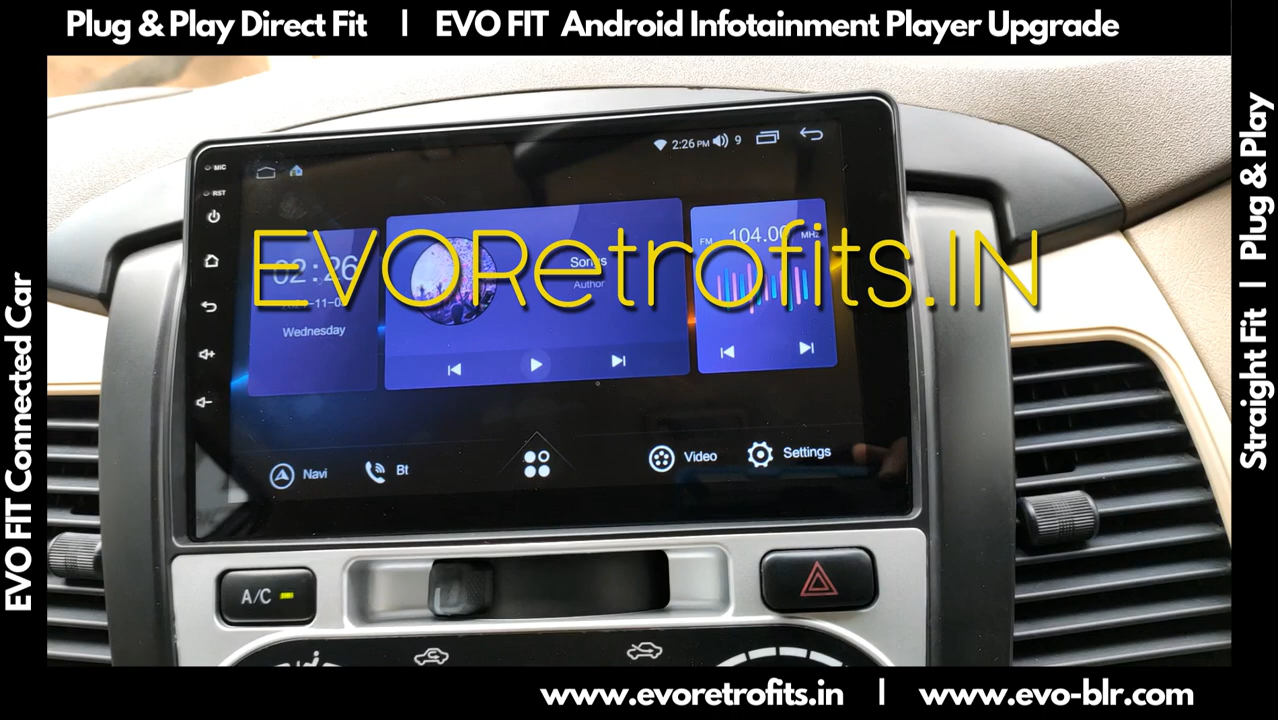 Plug & Play Direct Fit | EVO FIT Android Infotainment Player Upgrade
EVO FIT Connected Car
Straight Fit | Plug & Play
MIC
RST
2:26 PM 9
EVORetrofits.IN
02:26
Wednesday
Songs
Author
FM 104.00 MHz
Navi
Bt
Video
Settings
A/C
www.evoretrofits.in | www.evo-blr.com